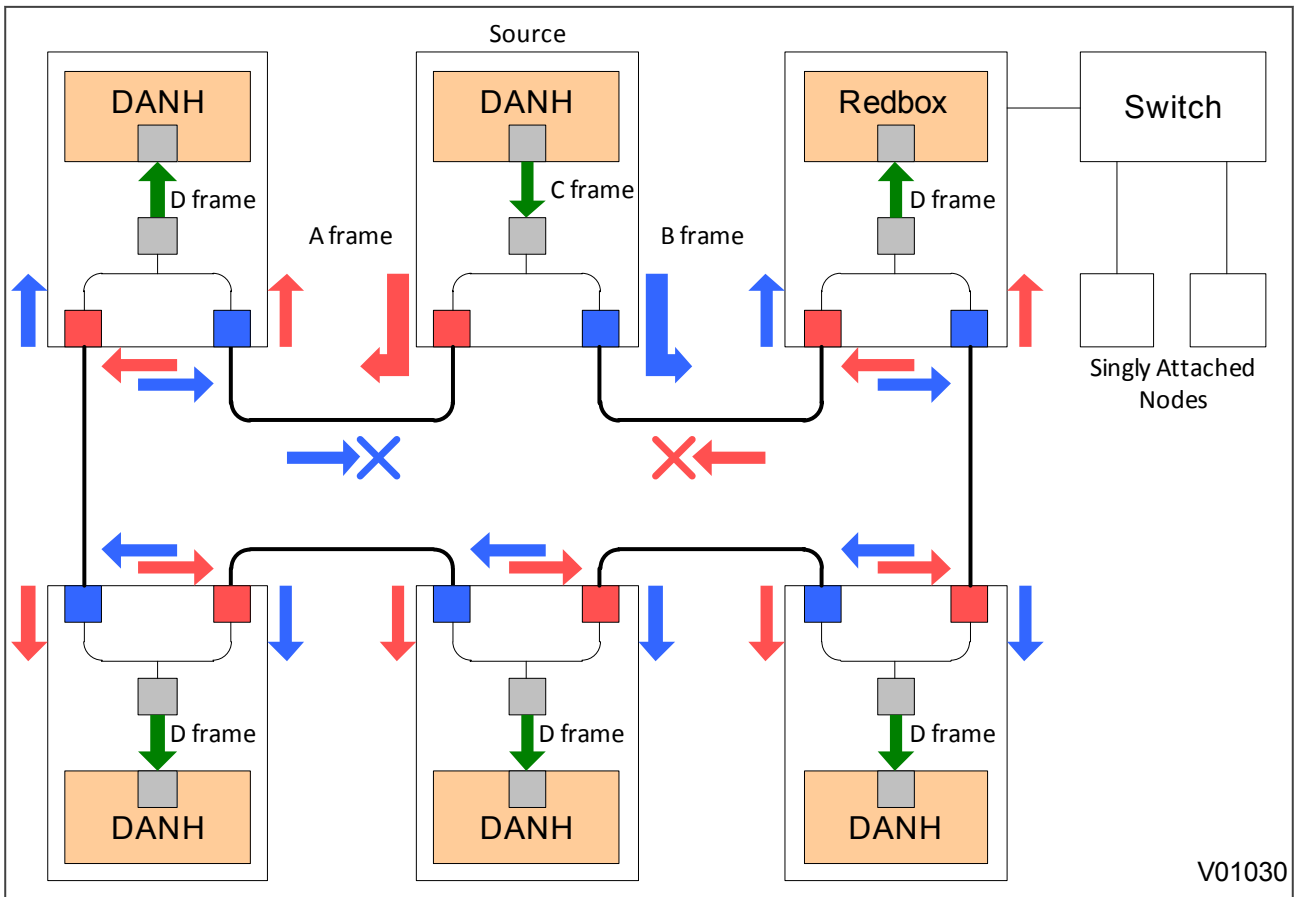 Source
DANH
DANH
Redbox
Switch
D frame
C frame
D frame
A frame
B frame
Singly Attached
Nodes
D frame
D frame
D frame
DANH
DANH
DANH
V01030